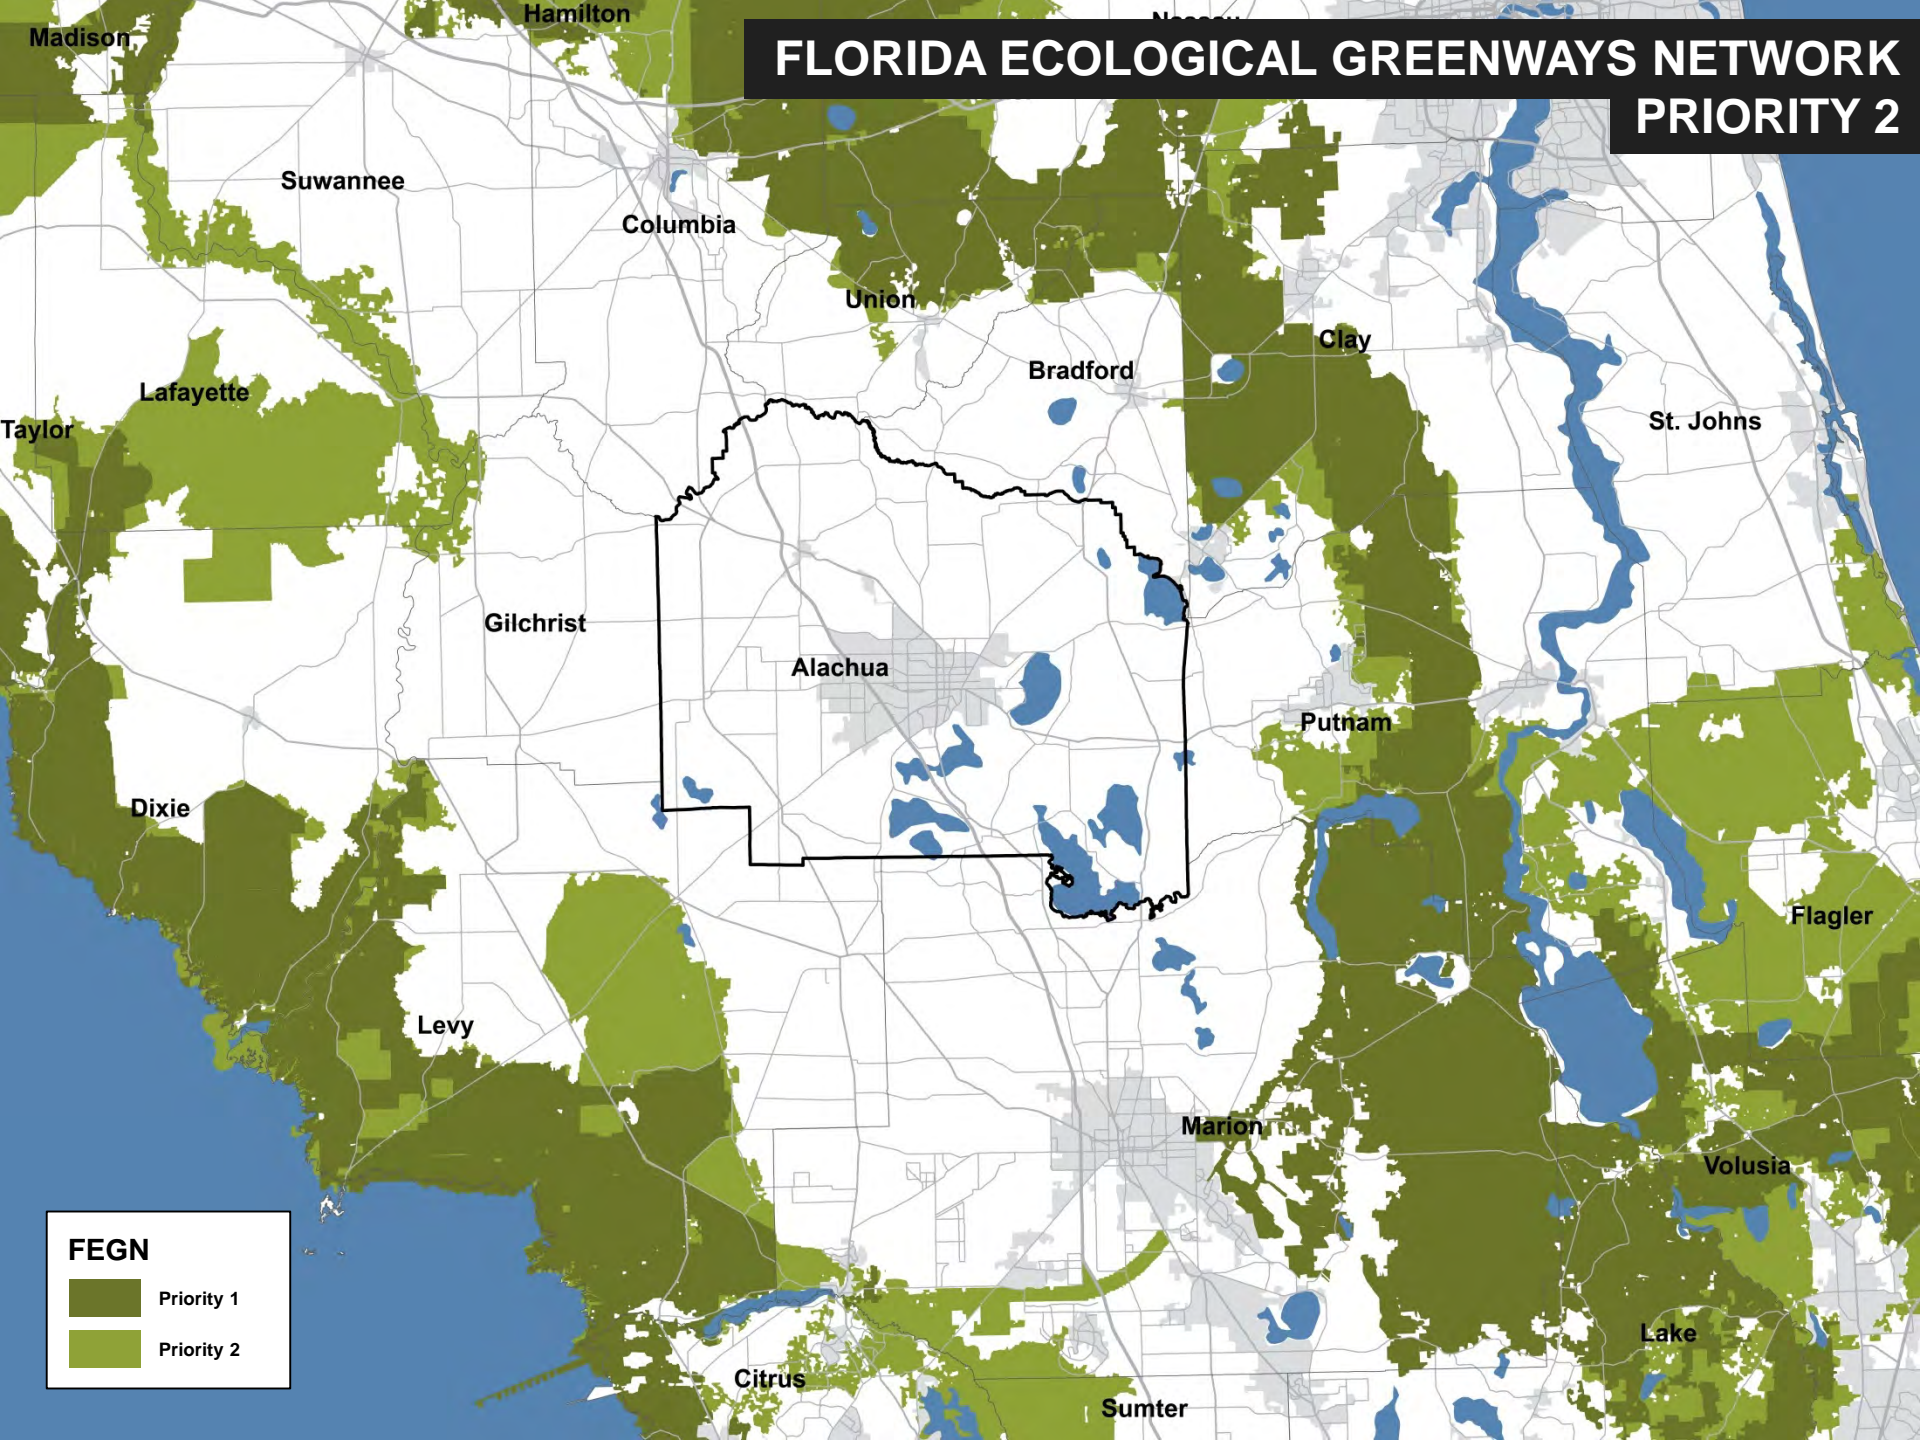 Hamilton
Madison
FLORIDA ECOLOGICAL GREENWAYS NETWORK
PRIORITY 2
Suwannee
Columbia
Union
Clay
Bradford
Lafayette
St. Johns
Taylor
Gilchrist
Alachua
Putnam
Dixie
Flagler
Levy
Marion
Volusia
FEGN
Priority 1
Priority 2
Lake
Citrus
Sumter